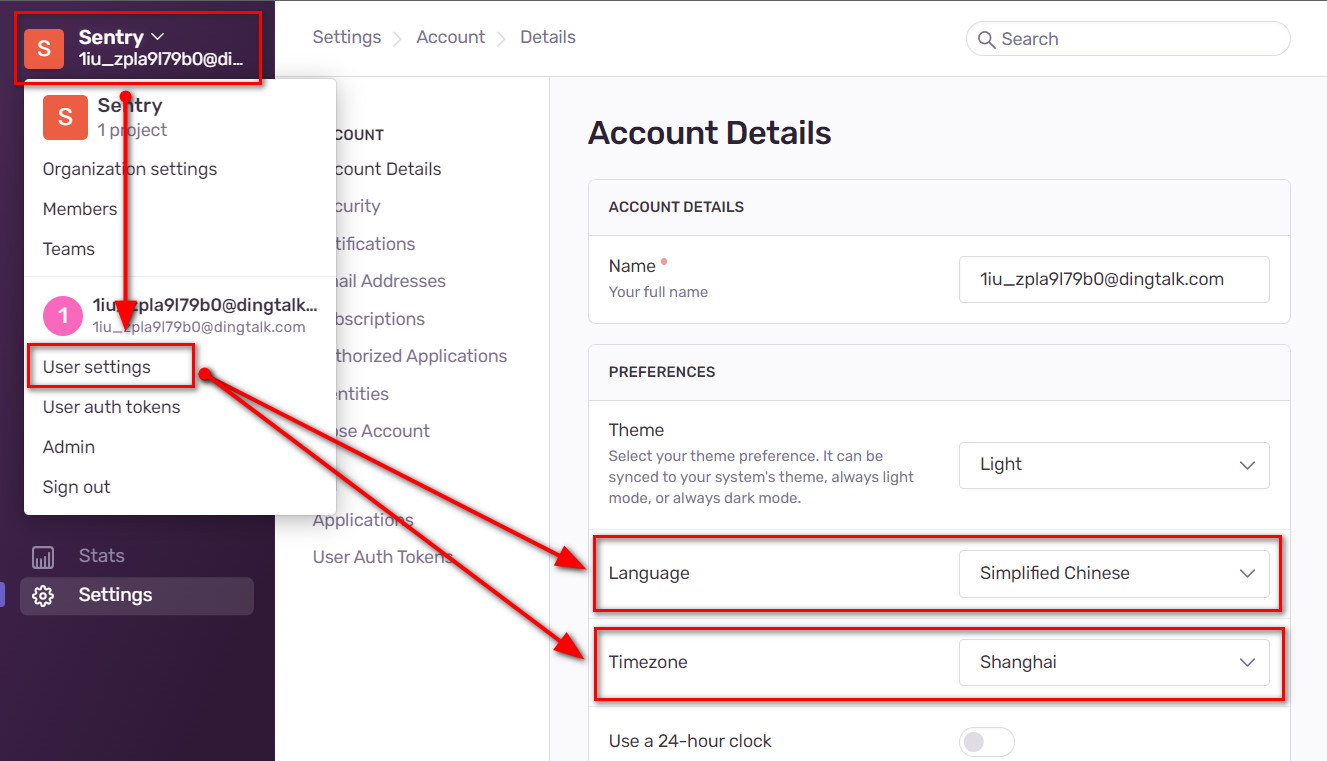 S
Sentry
1iu_zpla9l79b0@di...
S
Sentry
1 project
Organization settings
Members
Teams
1
1iu_zpla9l79b0@dingtalk...
1iu_zpla9l79b0@dingtalk.com
User settings
User auth tokens
Admin
Sign out
Stats
Settings
Settings
Account
Details
Search
COUNT
count Details
curity
tifications
ail Addresses
bscriptions
thorized Applications
entities
ose Account
Applications
User Auth Tokens
Account Details
ACCOUNT DETAILS
Name *
Your full name
1iu_zpla9l79b0@dingtalk.com
PREFERENCES
Theme
Select your theme preference. It can be
synced to your system's theme, always light
mode, or always dark mode.
Light
Language
Simplified Chinese
Timezone
Shanghai
Use a 24-hour clock